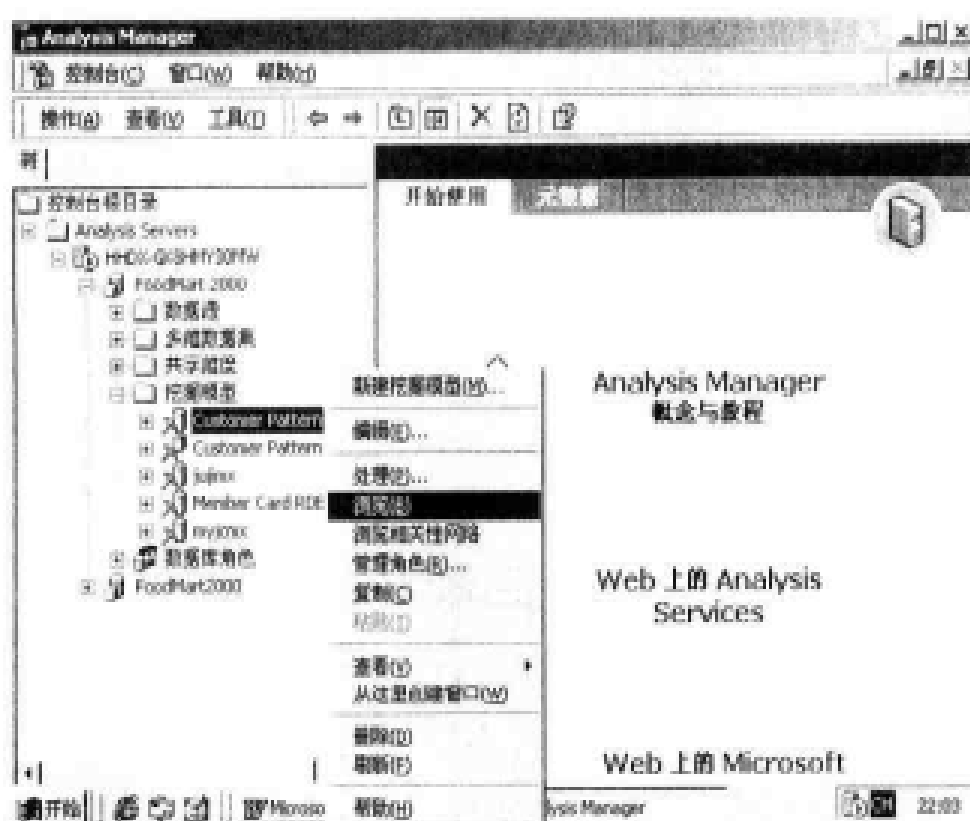 Analysis Manager
控制台(C) 窗口(W) 帮助(H)
操作(A) 查看(V) 工具(T)
树
控制台根目录
Analysis Servers
FoodMart 2000
数据源
多维数据集
共享维度
挖掘模型
Customer Pattern
Customer Pattern
Member Card RDB
数据库角色
FoodMart2000
开始使用
新建挖掘模型(M)...
编辑(E)...
处理(P)...
浏览(B)
浏览相关性网络
管理角色(R)...
复制(C)
粘贴(T)
查看(V)
从这里创建窗口(W)
删除(D)
刷新(F)
帮助(H)
Analysis Manager
概念与教程
Web 上的 Analysis
Services
Web 上的 Microsoft
开始
Microso
ysis Manager
CH
22:03